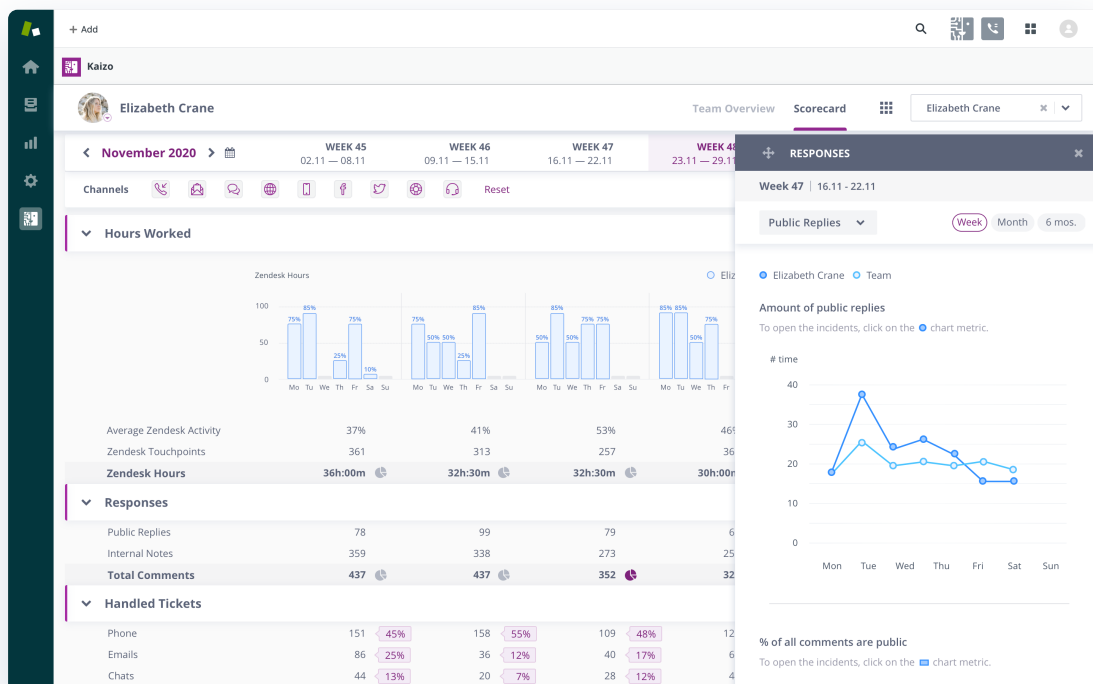 + Add
Kaizo
Elizabeth Crane
Team Overview Scorecard Elizabeth Crane
November 2020
WEEK 45 WEEK 46 WEEK 47 WEEK 48
02.11 — 08.11 09.11 — 15.11 16.11 — 22.11 23.11 — 29.11
Channels Reset
Hours Worked
Zendesk Hours
100
50
0
75% 85% 25% 75% 10%
75% 50% 50% 25% 85%
50% 85% 50% 75% 75%
85% 85% 50% 75%
Mo Tu We Th Fr Sa Su Mo Tu We Th Fr Sa Su Mo Tu We Th Fr Sa Su Mo Tu We Th Fr
Average Zendesk Activity 37% 41% 53% 46%
Zendesk Touchpoints 361 313 257 36
Zendesk Hours 36h:00m 32h:30m 32h:30m 30h:00m
Responses
Public Replies 78 99 79 6
Internal Notes 359 338 273 25
Total Comments 437 437 352 32
Handled Tickets
Phone 151 45% 158 55% 109 48% 12
Emails 86 25% 36 12% 40 17% 6
Chats 44 13% 20 7% 28 12% 4
RESPONSES
Week 47 | 16.11 - 22.11
Public Replies Week Month 6 mos.
Elizabeth Crane Team
Amount of public replies
To open the incidents, click on the chart metric.
# time
40
30
20
10
0
Mon Tue Wed Thu Fri Sat Sun
% of all comments are public
To open the incidents, click on the chart metric.